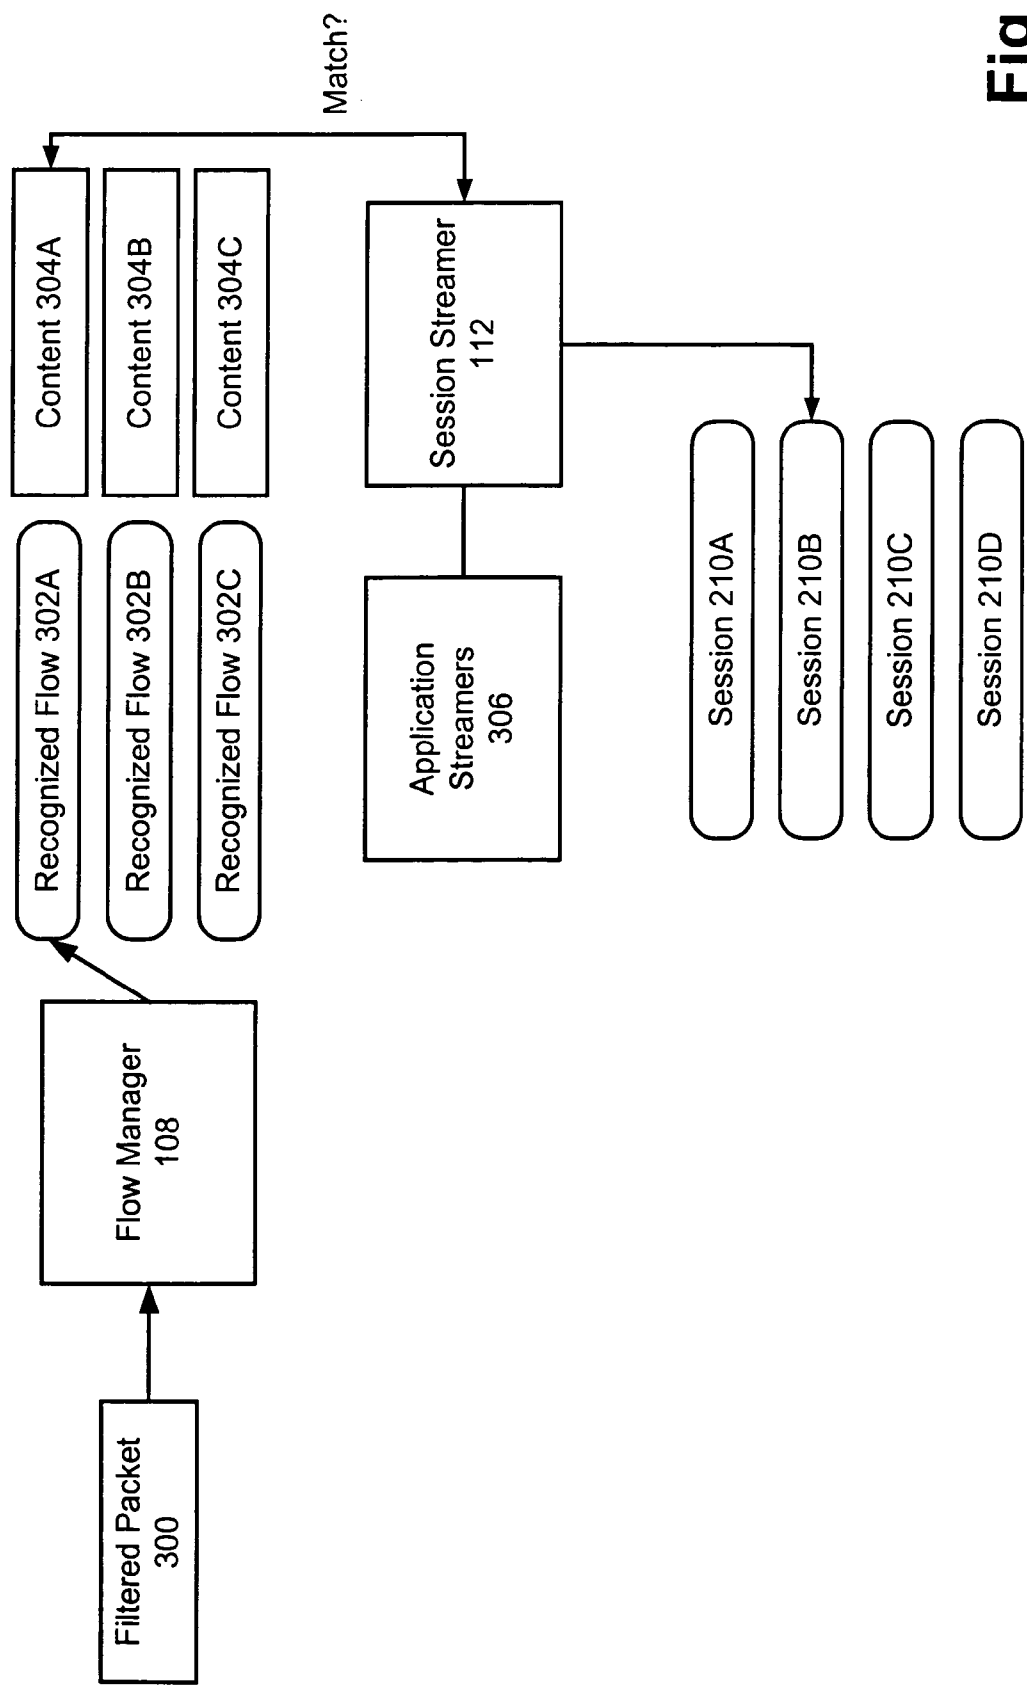 Filtered Packet
300
Flow Manager
108
Recognized Flow 302A
Recognized Flow 302B
Recognized Flow 302C
Content 304A
Content 304B
Content 304C
Match?
Application
Streamers
306
Session Streamer
112
Session 210A
Session 210B
Session 210C
Session 210D
Fig